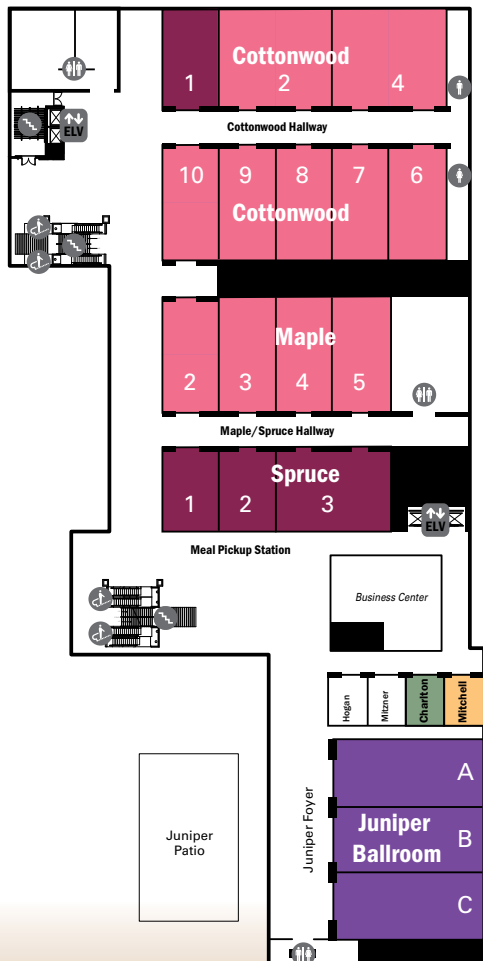 Cottonwood
1 2 4
ELV
Cottonwood Hallway
10 9 8 7 6
Cottonwood
Maple
2 3 4 5
Maple/Spruce Hallway
Spruce
1 2 3
ELV
Meal Pickup Station
Business Center
Hogan
Mitzner
Charlton
Mitchell
A
Juniper
Ballroom
B
C
Juniper Foyer
Juniper
Patio